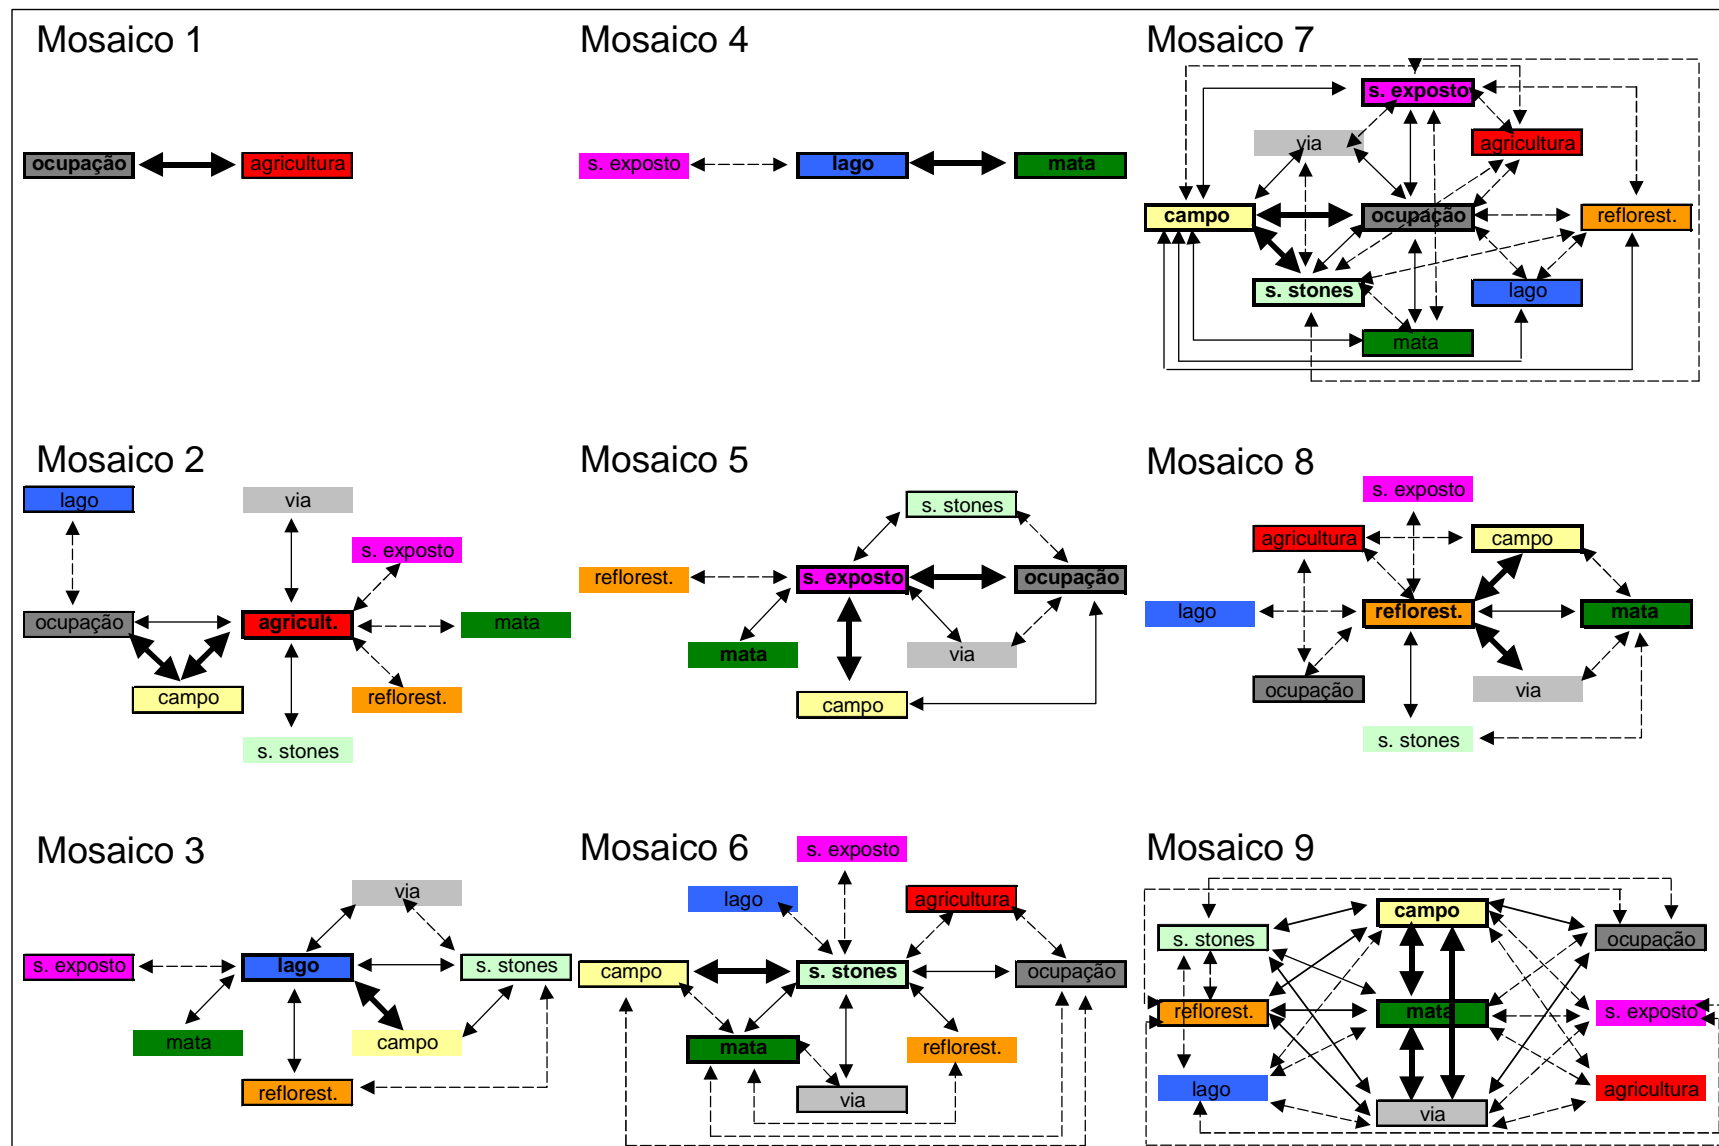 Mosaico 1
ocupação
agricultura
Mosaico 4
s. exposto
lago
mata
Mosaico 7
s. exposto
via
agricultura
campo
ocupação
reflorest.
s. stones
lago
mata
Mosaico 2
lago
via
s. exposto
ocupação
agricult.
mata
campo
reflorest.
s. stones
Mosaico 5
s. stones
reflorest.
s. exposto
ocupação
mata
via
campo
Mosaico 8
s. exposto
agricultura
campo
lago
reflorest.
mata
ocupação
via
s. stones
Mosaico 3
via
s. exposto
lago
s. stones
mata
campo
reflorest.
Mosaico 6
s. exposto
lago
agricultura
campo
s. stones
ocupação
mata
reflorest.
via
Mosaico 9
campo
s. stones
ocupação
reflorest.
mata
s. exposto
lago
agricultura
via